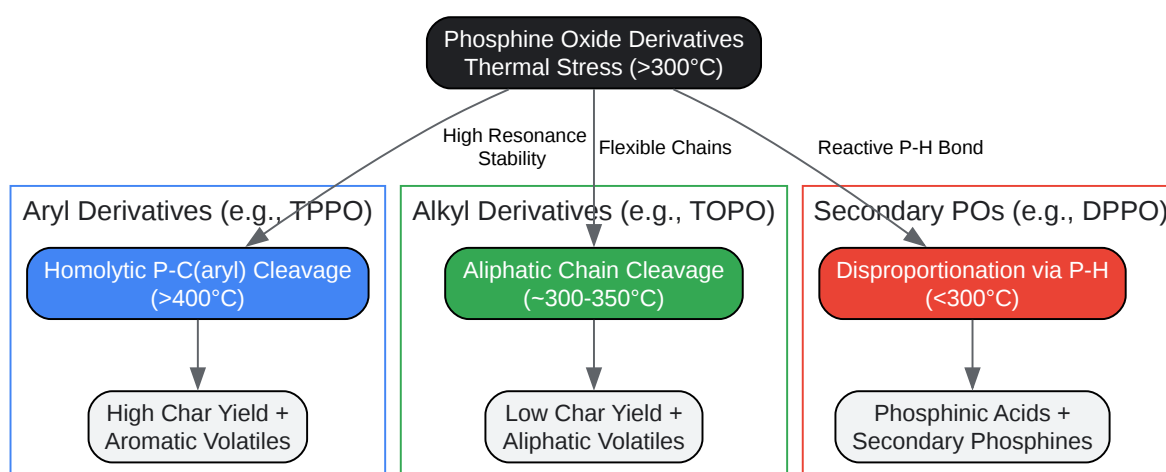 Phosphine Oxide Derivatives
Thermal Stress (>300°C)
High Resonance
Stability
Flexible Chains
Reactive P-H Bond
Aryl Derivatives (e.g., TPPO)
Alkyl Derivatives (e.g., TOPO)
Secondary POs (e.g., DPPO)
Homolytic P-C(aryl) Cleavage
(>400°C)
Aliphatic Chain Cleavage
(~300-350°C)
Disproportionation via P-H
(<300°C)
High Char Yield +
Aromatic Volatiles
Low Char Yield +
Aliphatic Volatiles
Phosphinic Acids +
Secondary Phosphines